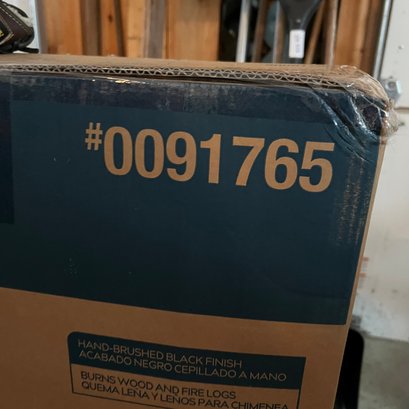 #0091765
HAND-BRUSHED BLACK FINISH
ACABADO NEGRO CEPILLADO A MANO
BURNS WOOD AND FIRE LOGS
QUEMA LEÑA Y LEÑOS PARA CHIMENEA